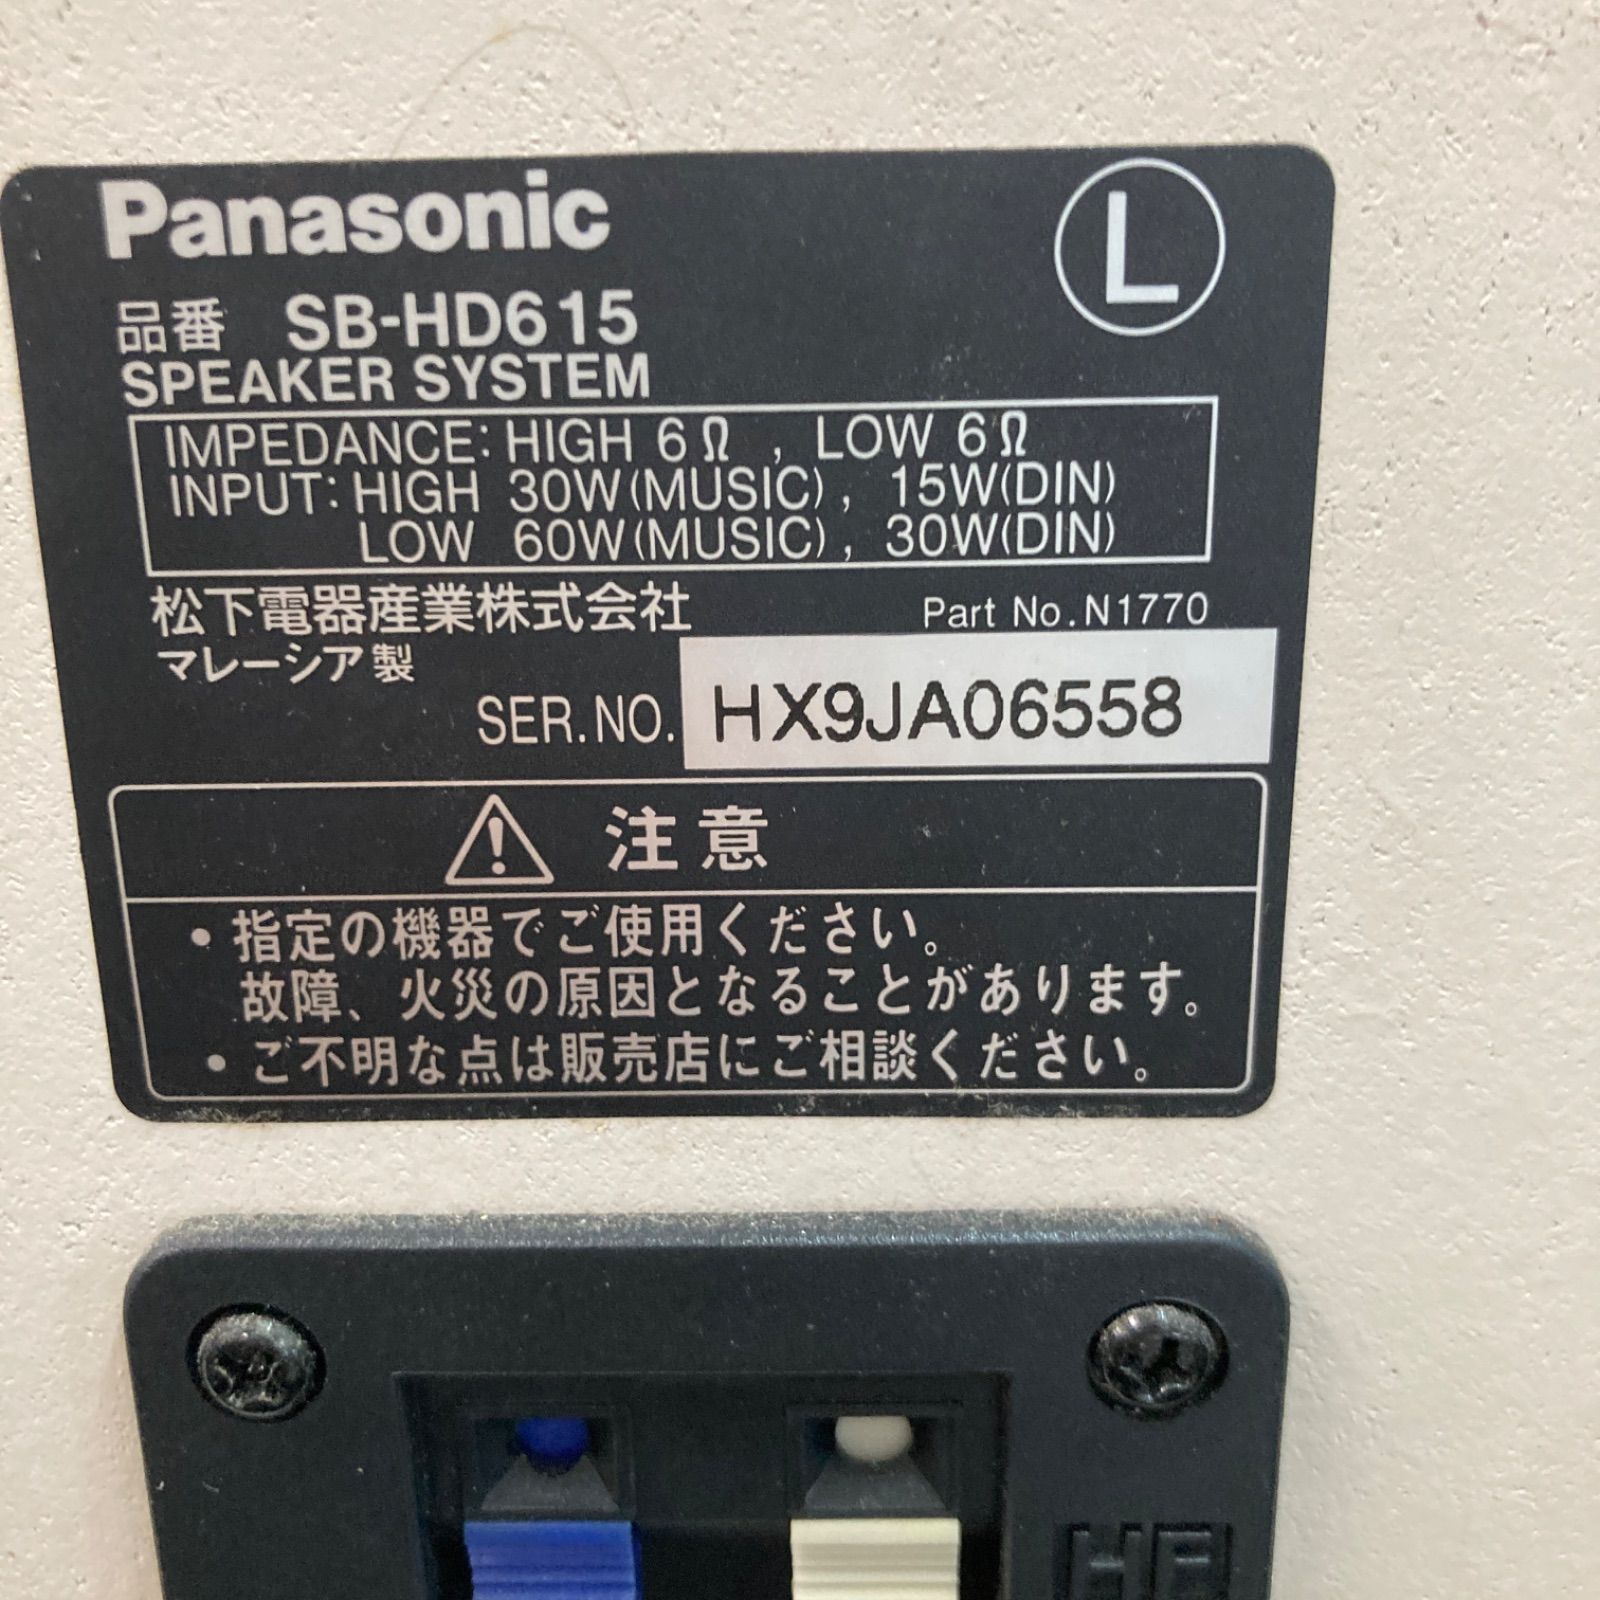 Panasonic
L
品番 SB-HD615
SPEAKER SYSTEM
IMPEDANCE: HIGH 6Ω , LOW 6Ω
INPUT: HIGH 30W(MUSIC), 15W(DIN)
LOW 60W(MUSIC), 30W(DIN)
松下電器産業株式会社 Part No.N1770
マレーシア製
SER.NO. HX9JA06558
注意
・指定の機器でご使用ください。
故障、火災の原因となることがあります。
・ご不明な点は販売店にご相談ください。
HF